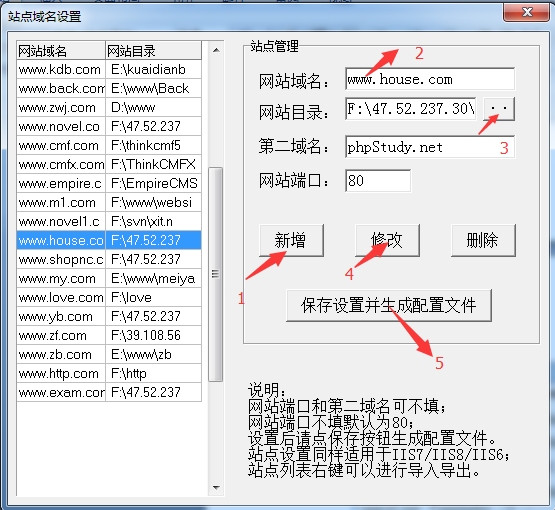 站点域名设置
网站域名 网站目录
www.kdb.com E:\kuaidianb
www.back.com E:\www\Back
www.zwj.com D:\www
www.novel.co F:\47.52.237
www.cmf.com F:\thinkcmf5
www.cmfx.com F:\ThinkCMFX
www.empire.c F:\EmpireCMS
www.m1.com F:\www\websi
www.novel1.c F:\svn\xit.n
www.house.co F:\47.52.237
www.shopnc.c F:\47.52.237
www.my.com E:\www\meiya
www.love.com F:\love
www.yb.com F:\47.52.237
www.zf.com F:\39.108.56
www.zb.com E:\www\zb
www.http.com F:\http
www.exam.con F:\47.52.237
站点管理
2
网站域名: www.house.com
网站目录: F:\47.52.237.30\ ..
第二域名: phpStudy.net
3
网站端口: 80
新增 修改 删除
1 4
保存设置并生成配置文件
5
说明:
网站端口和第二域名可不填;
网站端口不填默认为80;
设置后请点保存按钮生成配置文件。
站点设置同样适用于IIS7/IIS8/IIS6;
站点列表右键可以进行导入导出。